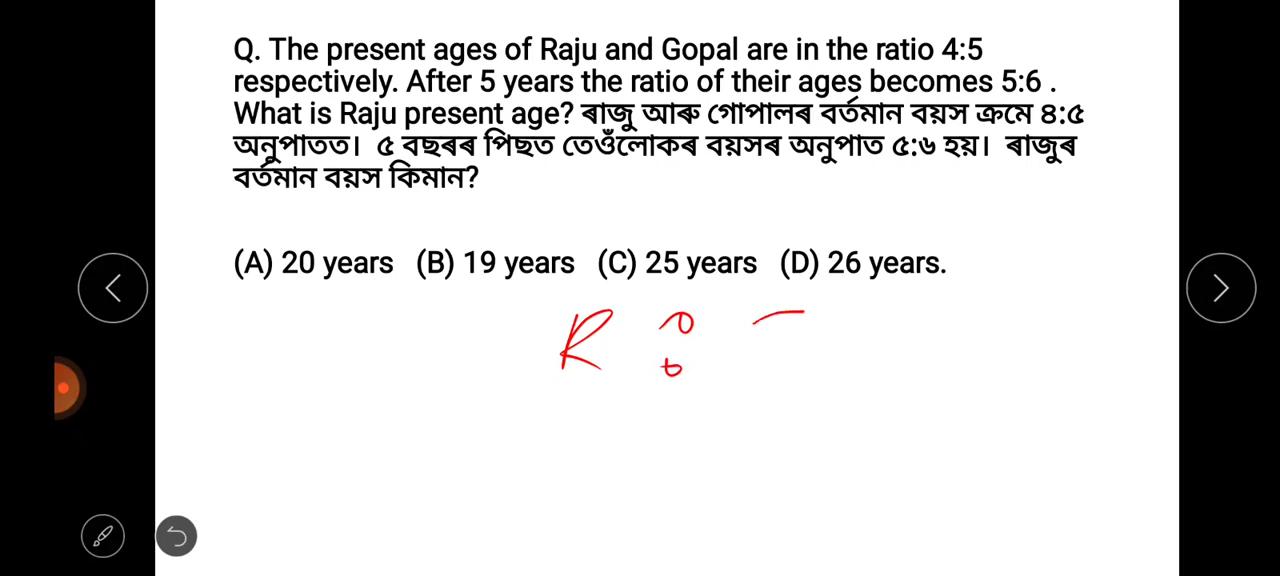 Q. The present ages of Raju and Gopal are in the ratio 4:5
respectively. After 5 years the ratio of their ages becomes 5:6 .
What is Raju present age? ৰাজু আৰু গোপালৰ বৰ্তমান বয়স ক্ৰমে ৪:৫
অনুপাতত। ৫ বছৰৰ পিছত তেওঁলোকৰ বয়সৰ অনুপাত ৫:৬ হয়। ৰাজুৰ
বৰ্তমান বয়স কিমান?
(A) 20 years (B) 19 years (C) 25 years (D) 26 years.
R :